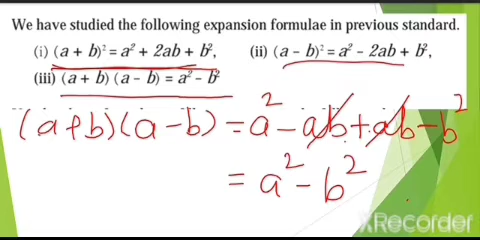 We have studied the following expansion formulae in previous standard.
(i) (a + b)² = a² + 2ab + b², (ii) (a – b)² = a² – 2ab + b²,
(iii) (a + b) (a – b) = a² – b²
(a+b)(a-b) = a² - ab + ab - b²
= a² - b²
XRecorder